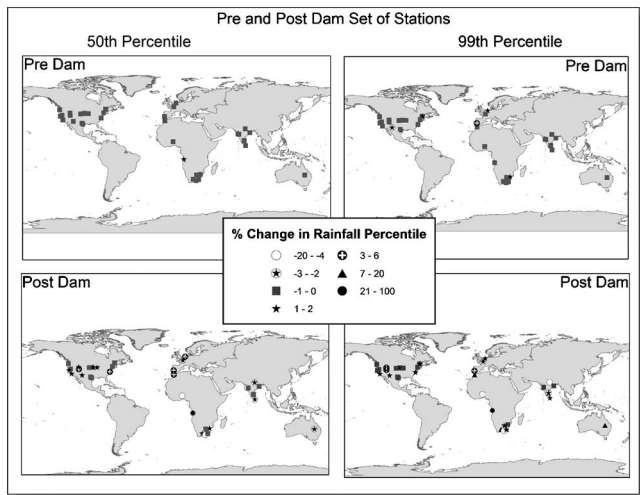 Pre and Post Dam Set of Stations
50th Percentile
99th Percentile
Pre Dam
Pre Dam
% Change in Rainfall Percentile
-20 - -4
3 - 6
-3 - -2
7 - 20
-1 - 0
21 - 100
1 - 2
Post Dam
Post Dam